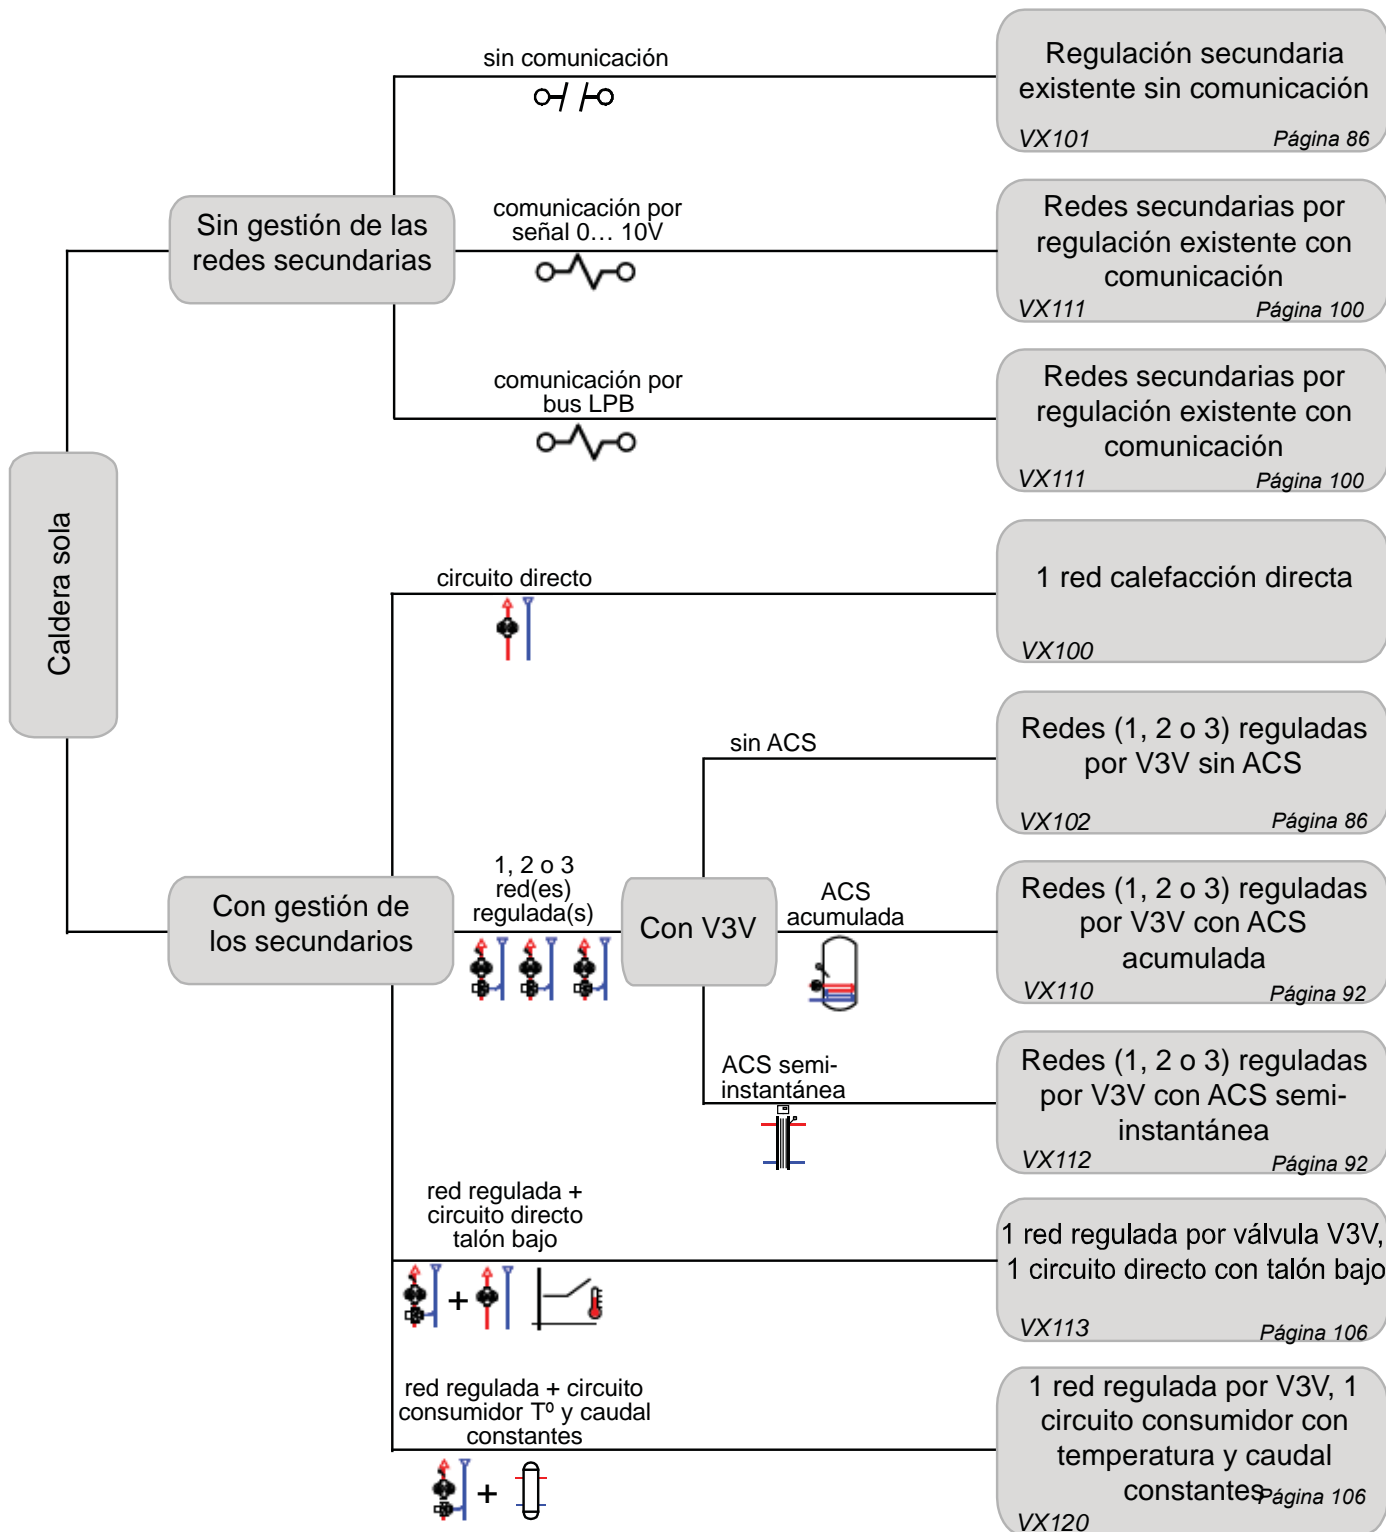 Caldera sola
Sin gestión de las
redes secundarias
sin comunicación
Regulación secundaria
existente sin comunicación
VX101 Página 86
comunicación por
señal 0… 10V
Redes secundarias por
regulación existente con
comunicación
VX111 Página 100
comunicación por
bus LPB
Redes secundarias por
regulación existente con
comunicación
VX111 Página 100
Con gestión de
los secundarios
circuito directo
1 red calefacción directa
VX100
1, 2 o 3
red(es)
regulada(s)
Con V3V
sin ACS
Redes (1, 2 o 3) reguladas
por V3V sin ACS
VX102 Página 86
ACS
acumulada
Redes (1, 2 o 3) reguladas
por V3V con ACS
acumulada
VX110 Página 92
ACS semi-
instantánea
Redes (1, 2 o 3) reguladas
por V3V con ACS semi-
instantánea
VX112 Página 92
red regulada +
circuito directo
talón bajo
+
1 red regulada por válvula V3V,
1 circuito directo con talón bajo
VX113 Página 106
red regulada + circuito
consumidor Tº y caudal
constantes
+
1 red regulada por V3V, 1
circuito consumidor con
temperatura y caudal
constantes Página 106
VX120